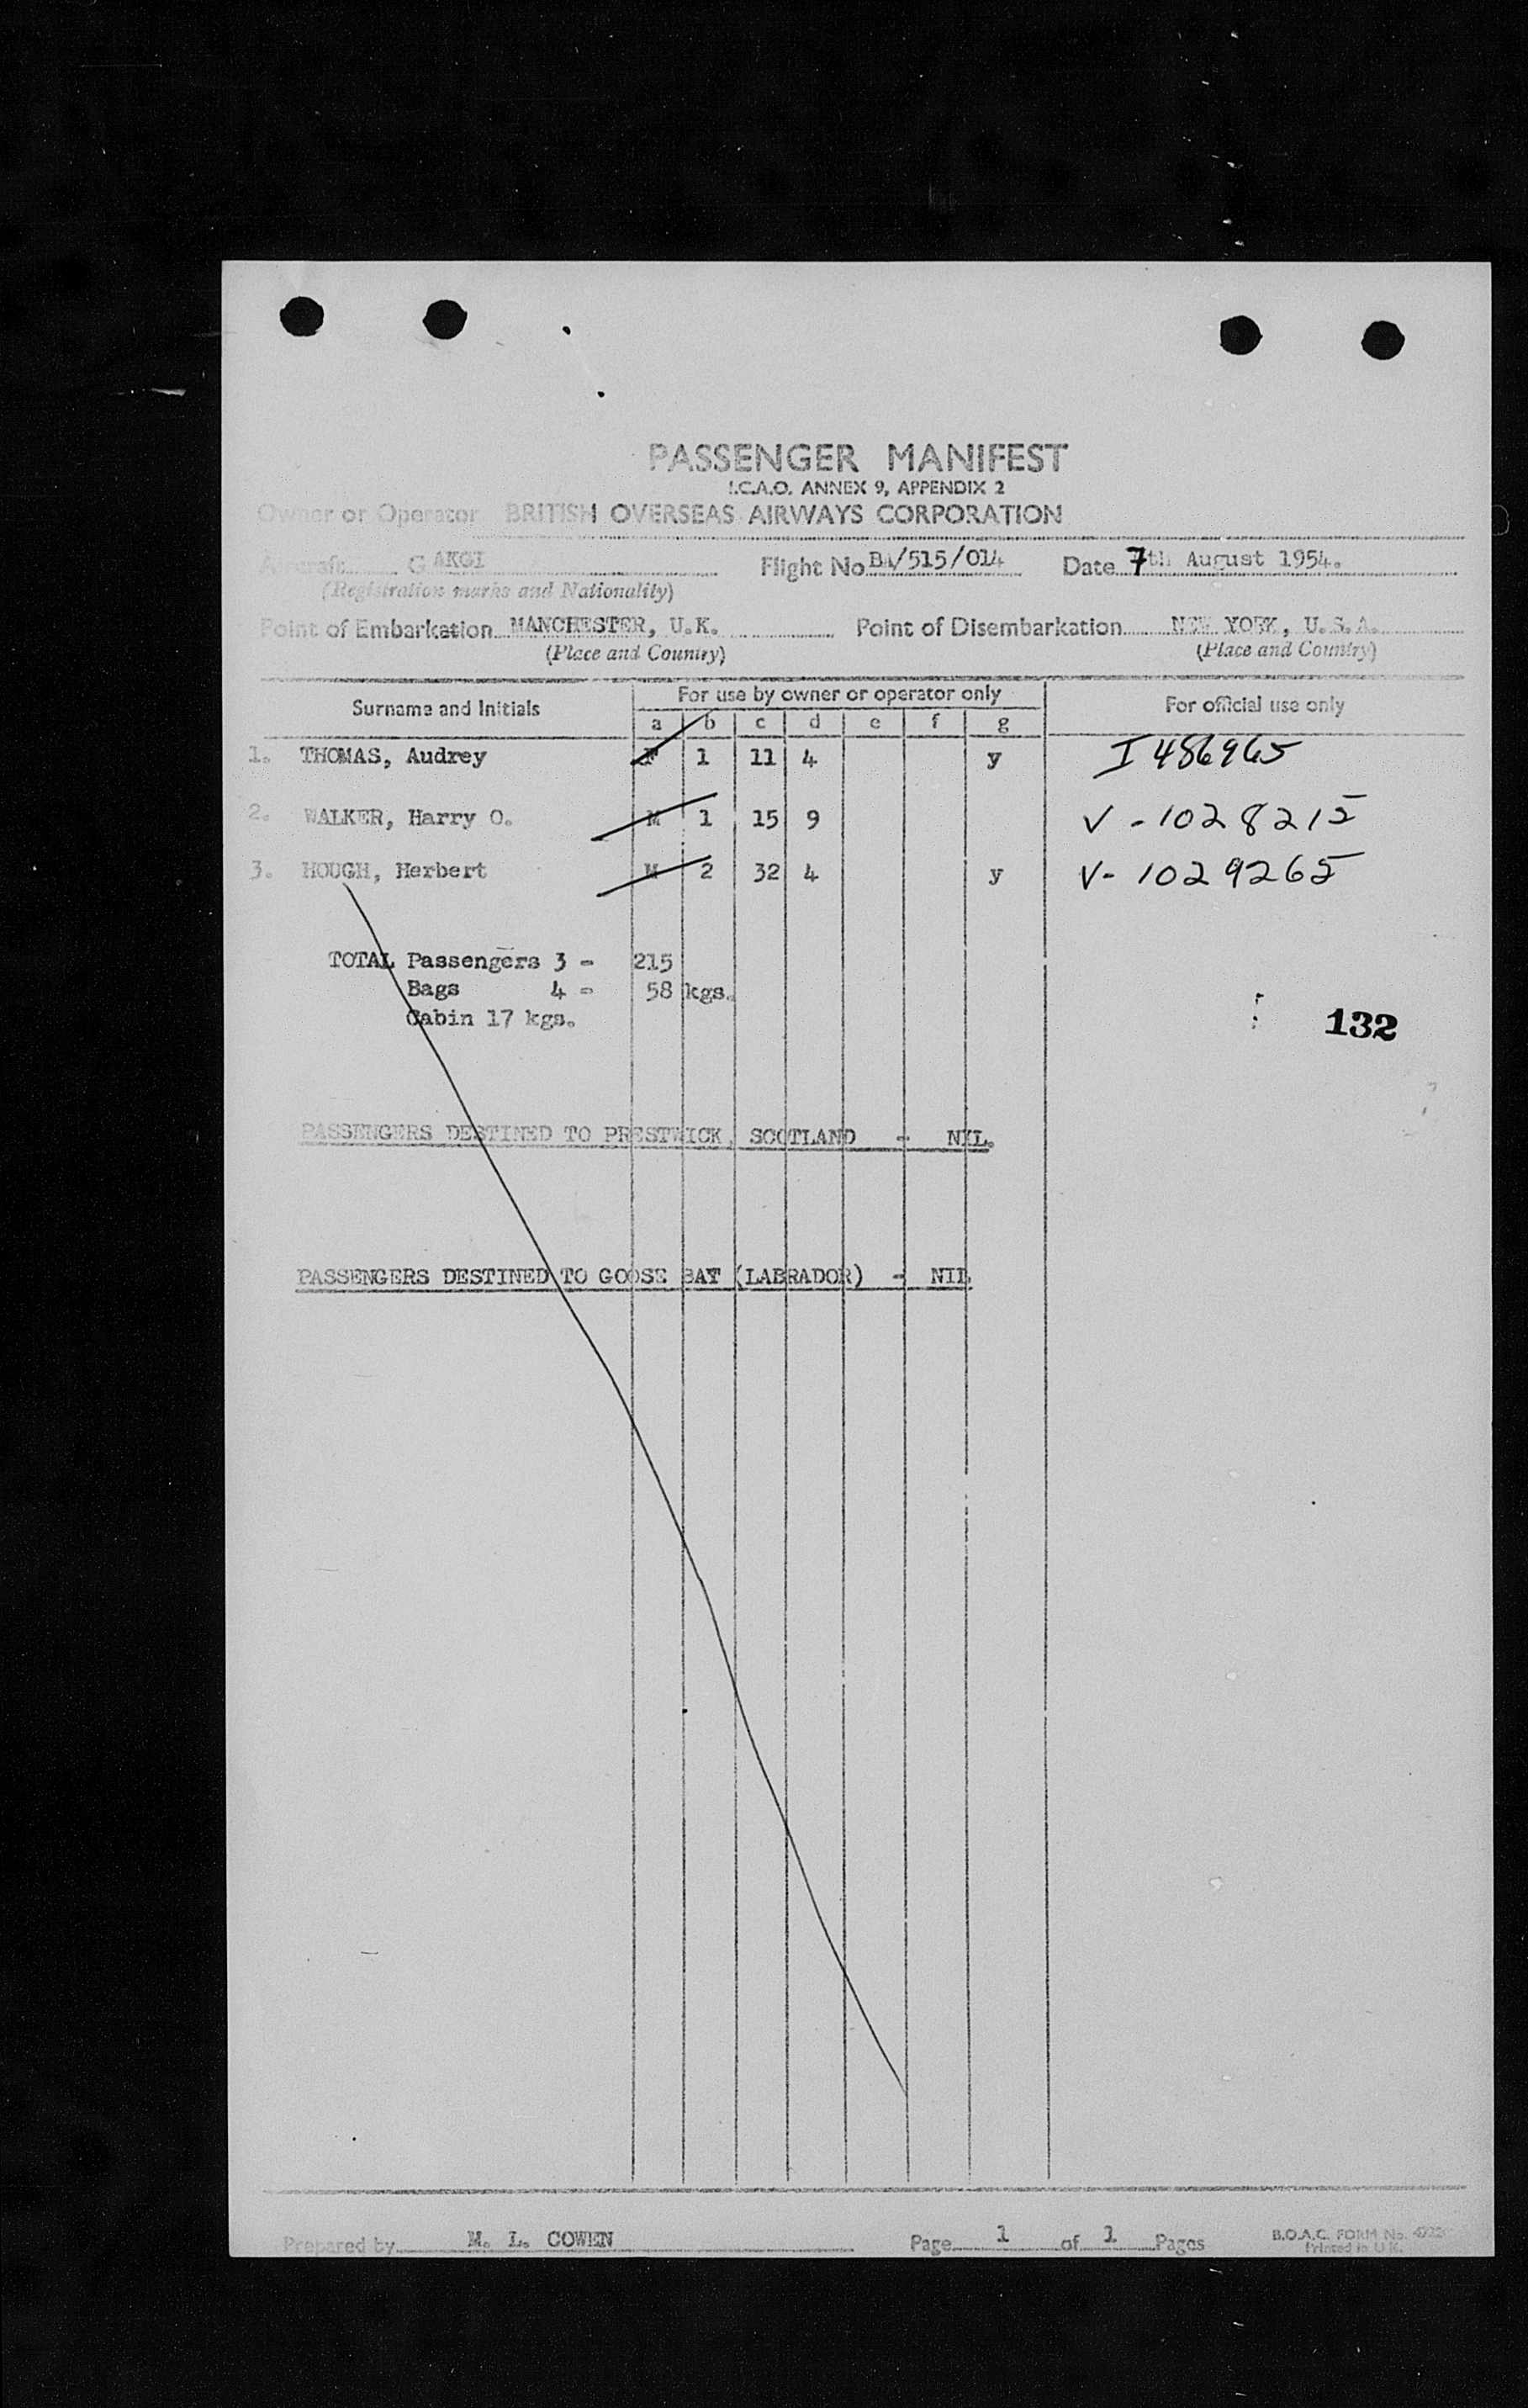 PASSENGER MANIFEST
I.C.A.O. ANNEX 9, APPENDIX 2
Owner or Operator BRITISH OVERSEAS AIRWAYS CORPORATION
Aircraft G AKGI Flight No BA/515/014 Date 7th August 1954.
(Registration marks and Nationality)
Point of Embarkation MANCHESTER, U.K. Point of Disembarkation NEW YORK, U.S.A.
(Place and Country) (Place and Country)
Surname and Initials For use by owner or operator only For official use only
a b c d e f g
1. THOMAS, Audrey F 1 11 4 y I 486965
2. WALKER, Harry O. M 1 15 9 V - 1028215
3. HOUGH, Herbert M 2 32 4 y V - 1029265
TOTAL Passengers 3 - 215
Bags 4 - 58 kgs.
Cabin 17 kgs.
132
PASSENGERS DESTINED TO PRESTWICK, SCOTLAND - NIL.
PASSENGERS DESTINED TO GOOSE BAY (LABRADOR) - NIL
Prepared by M. L. COWEN Page 1 of 1 Pages B.O.A.C. FORM No.
Printed in U.K.